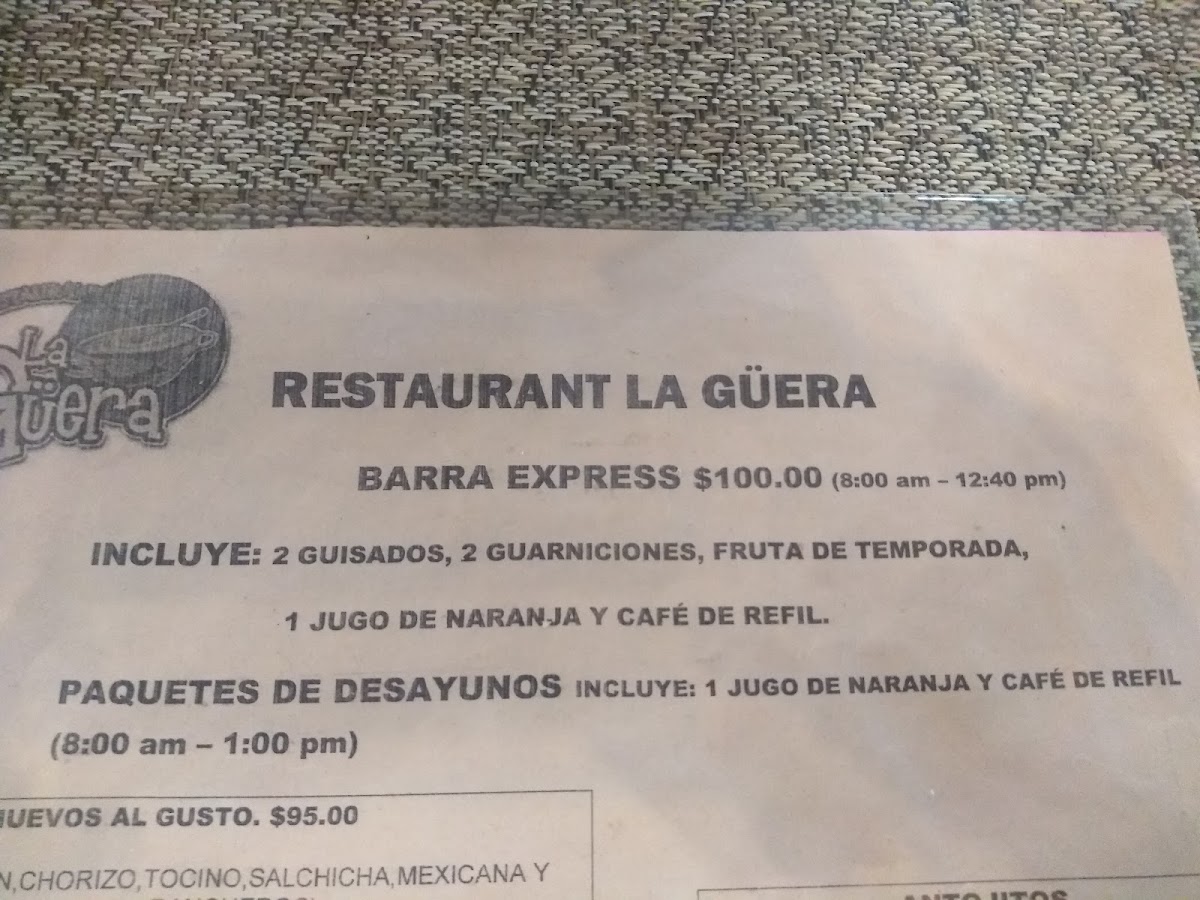 La
güera
RESTAURANT LA GÜERA
BARRA EXPRESS $100.00 (8:00 am – 12:40 pm)
INCLUYE: 2 GUISADOS, 2 GUARNICIONES, FRUTA DE TEMPORADA,
1 JUGO DE NARANJA Y CAFÉ DE REFIL.
PAQUETES DE DESAYUNOS INCLUYE: 1 JUGO DE NARANJA Y CAFÉ DE REFIL
(8:00 am – 1:00 pm)
HUEVOS AL GUSTO. $95.00
N,CHORIZO,TOCINO,SALCHICHA,MEXICANA Y
ANTOJITOS